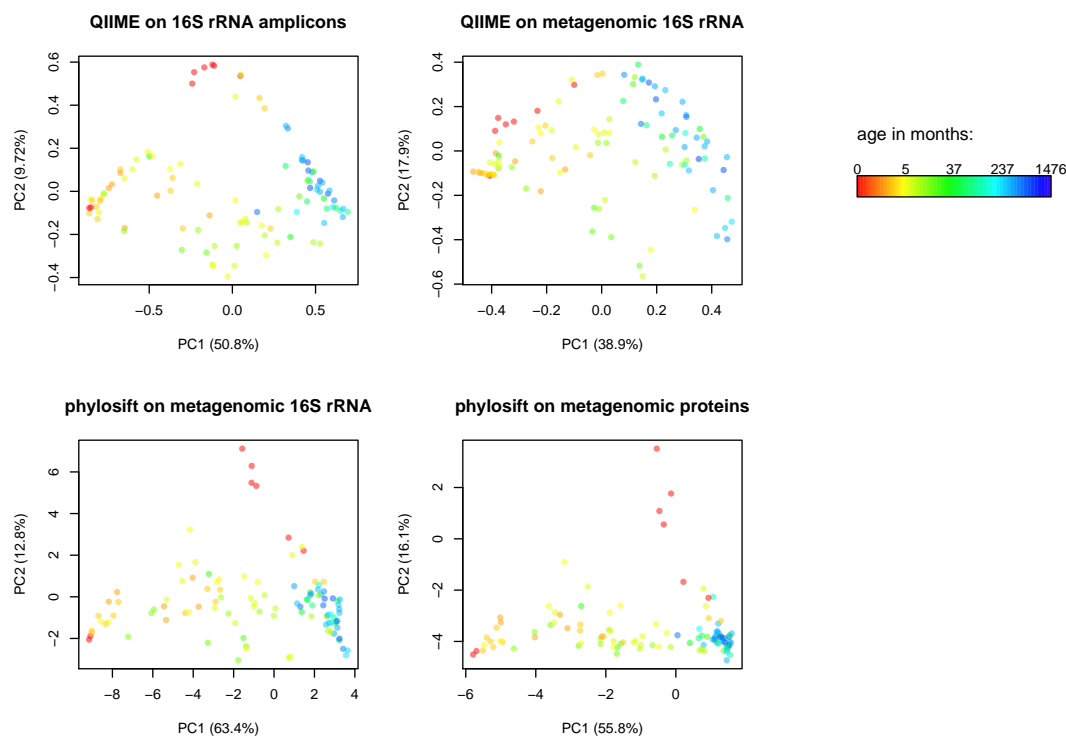 QIIME on 16S rRNA amplicons
PC2 (9.72%)
0.6
0.4
0.2
0.0
−0.2
−0.4
−0.5
0.0
0.5
PC1 (50.8%)
QIIME on metagenomic 16S rRNA
PC2 (17.9%)
0.4
0.2
0.0
−0.2
−0.4
−0.6
−0.4
−0.2
0.0
0.2
0.4
PC1 (38.9%)
age in months:
0 5 37 237 1476
phylosift on metagenomic 16S rRNA
PC2 (12.8%)
6
4
2
0
−2
−8
−6
−4
−2
0
2
4
PC1 (63.4%)
phylosift on metagenomic proteins
PC2 (16.1%)
2
0
−2
−4
−6
−4
−2
0
PC1 (55.8%)